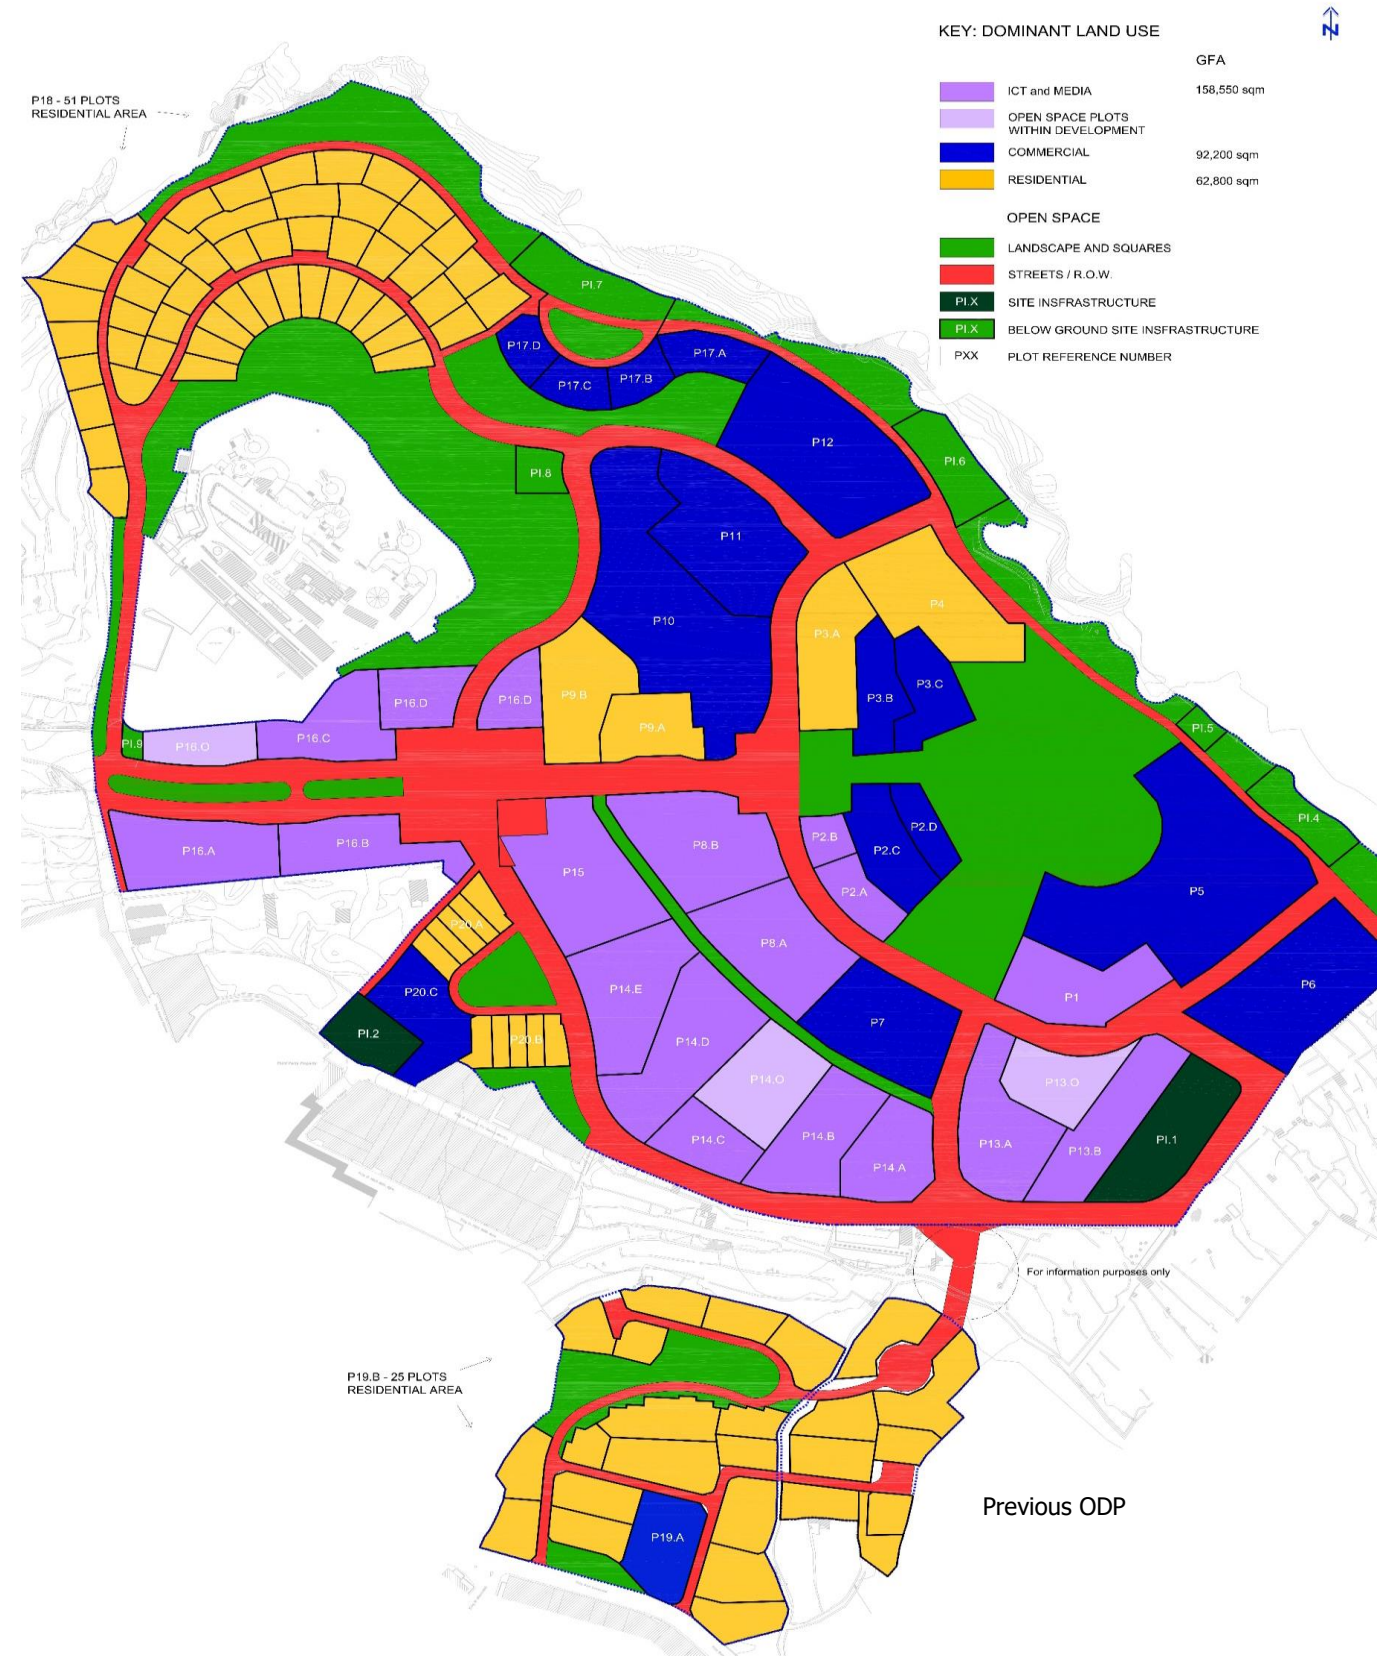 KEY: DOMINANT LAND USE
N
GFA
ICT and MEDIA 158,550 sqm
OPEN SPACE PLOTS
WITHIN DEVELOPMENT
COMMERCIAL 92,200 sqm
RESIDENTIAL 62,800 sqm
OPEN SPACE
LANDSCAPE AND SQUARES
STREETS / R.O.W.
PI.X SITE INSFRASTRUCTURE
PI.X BELOW GROUND SITE INSFRASTRUCTURE
PXX PLOT REFERENCE NUMBER
P18 - 51 PLOTS
RESIDENTIAL AREA
PI.7
P17.D
P17.A
P17.C
P17.B
P12
PI.6
PI.8
P11
P10
P4
P3.A
P3.B
P3.C
P9.B
P9.A
P16.D
P16.D
P16.C
P16.O
PI.9
PI.5
PI.4
P16.A
P16.B
P15
P8.B
P2.B
P2.C
P2.D
P2.A
P5
P8.A
P20.A
P20.C
P14.E
P1
P6
P7
PI.2
P20.B
P14.D
P14.O
P13.O
P14.C
P14.B
P14.A
P13.A
P13.B
PI.1
For information purposes only
P19.B - 25 PLOTS
RESIDENTIAL AREA
P19.A
Previous ODP